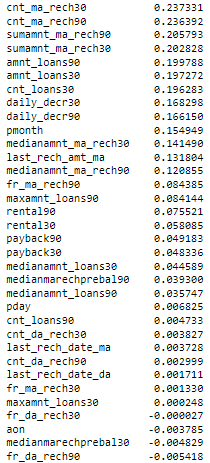 cnt_ma_rech30 0.237331
cnt_ma_rech90 0.236392
sumamnt_ma_rech90 0.205793
sumamnt_ma_rech30 0.202828
amnt_loans90 0.199788
amnt_loans30 0.197272
cnt_loans30 0.196283
daily_decr30 0.168298
daily_decr90 0.166150
pmonth 0.154949
medianamnt_ma_rech30 0.141490
last_rech_amt_ma 0.131804
medianamnt_ma_rech90 0.120855
fr_ma_rech90 0.084385
maxamnt_loans90 0.084144
rental90 0.075521
rental30 0.058085
payback90 0.049183
payback30 0.048336
medianamnt_loans30 0.044589
medianmarechprebal90 0.039300
medianamnt_loans90 0.035747
pday 0.006825
cnt_loans90 0.004733
cnt_da_rech30 0.003827
last_rech_date_ma 0.003728
cnt_da_rech90 0.002999
last_rech_date_da 0.001711
fr_ma_rech30 0.001330
maxamnt_loans30 0.000248
fr_da_rech30 -0.000027
aon -0.003785
medianmarechprebal30 -0.004829
fr_da_rech90 -0.005418